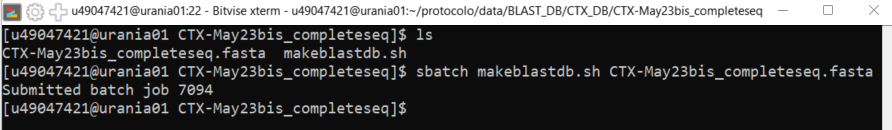 u49047421@urania01:22 - Bitvise xterm - u49047421@urania01:~/protocolo/data/BLAST_DB/CTX_DB/CTX-May23bis_completeseq
[u49047421@urania01 CTX-May23bis_completeseq]$ ls
CTX-May23bis_completeseq.fasta  makeblastdb.sh
[u49047421@urania01 CTX-May23bis_completeseq]$ sbatch makeblastdb.sh CTX-May23bis_completeseq.fasta
Submitted batch job 7094
[u49047421@urania01 CTX-May23bis_completeseq]$